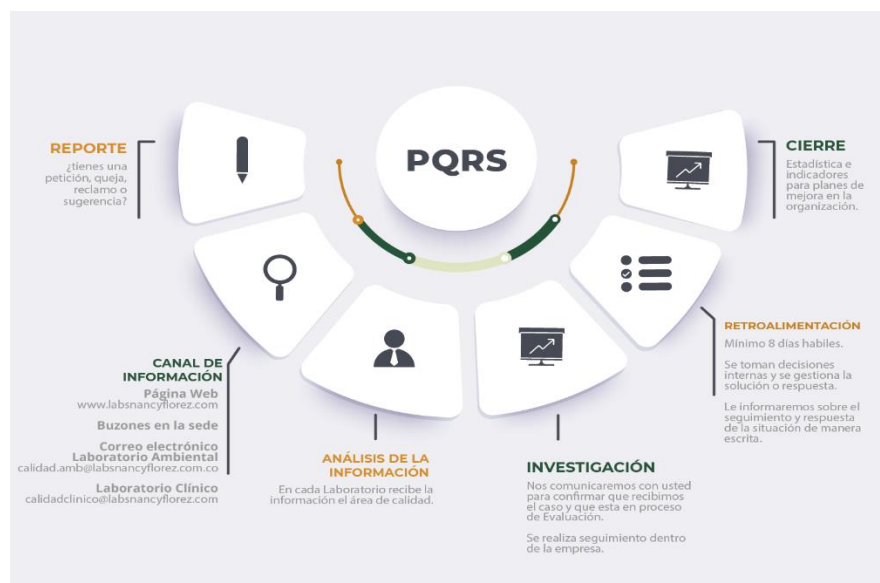 PQRS
REPORTE
¿tienes una
petición, queja,
reclamo o
sugerencia?
CANAL DE
INFORMACIÓN
Página Web
www.labsnancyflorez.com
Buzones en la sede
Correo electrónico
Laboratorio Ambiental
calidad.amb@labsnancyflorez.com.co
Laboratorio Clínico
calidadclinico@labsnancyflorez.com
ANÁLISIS DE LA
INFORMACIÓN
En cada Laboratorio recibe la
información el área de calidad.
INVESTIGACIÓN
Nos comunicaremos con usted
para confirmar que recibimos
el caso y que esta en proceso
de Evaluación.
Se realiza seguimiento dentro
de la empresa.
RETROALIMENTACIÓN
Mínimo 8 días habiles.
Se toman decisiones
internas y se gestiona la
solución o respuesta.
Le informaremos sobre el
seguimiento y respuesta
de la situación de manera
escrita.
CIERRE
Estadística e
indicadores
para planes de
mejora en la
organización.